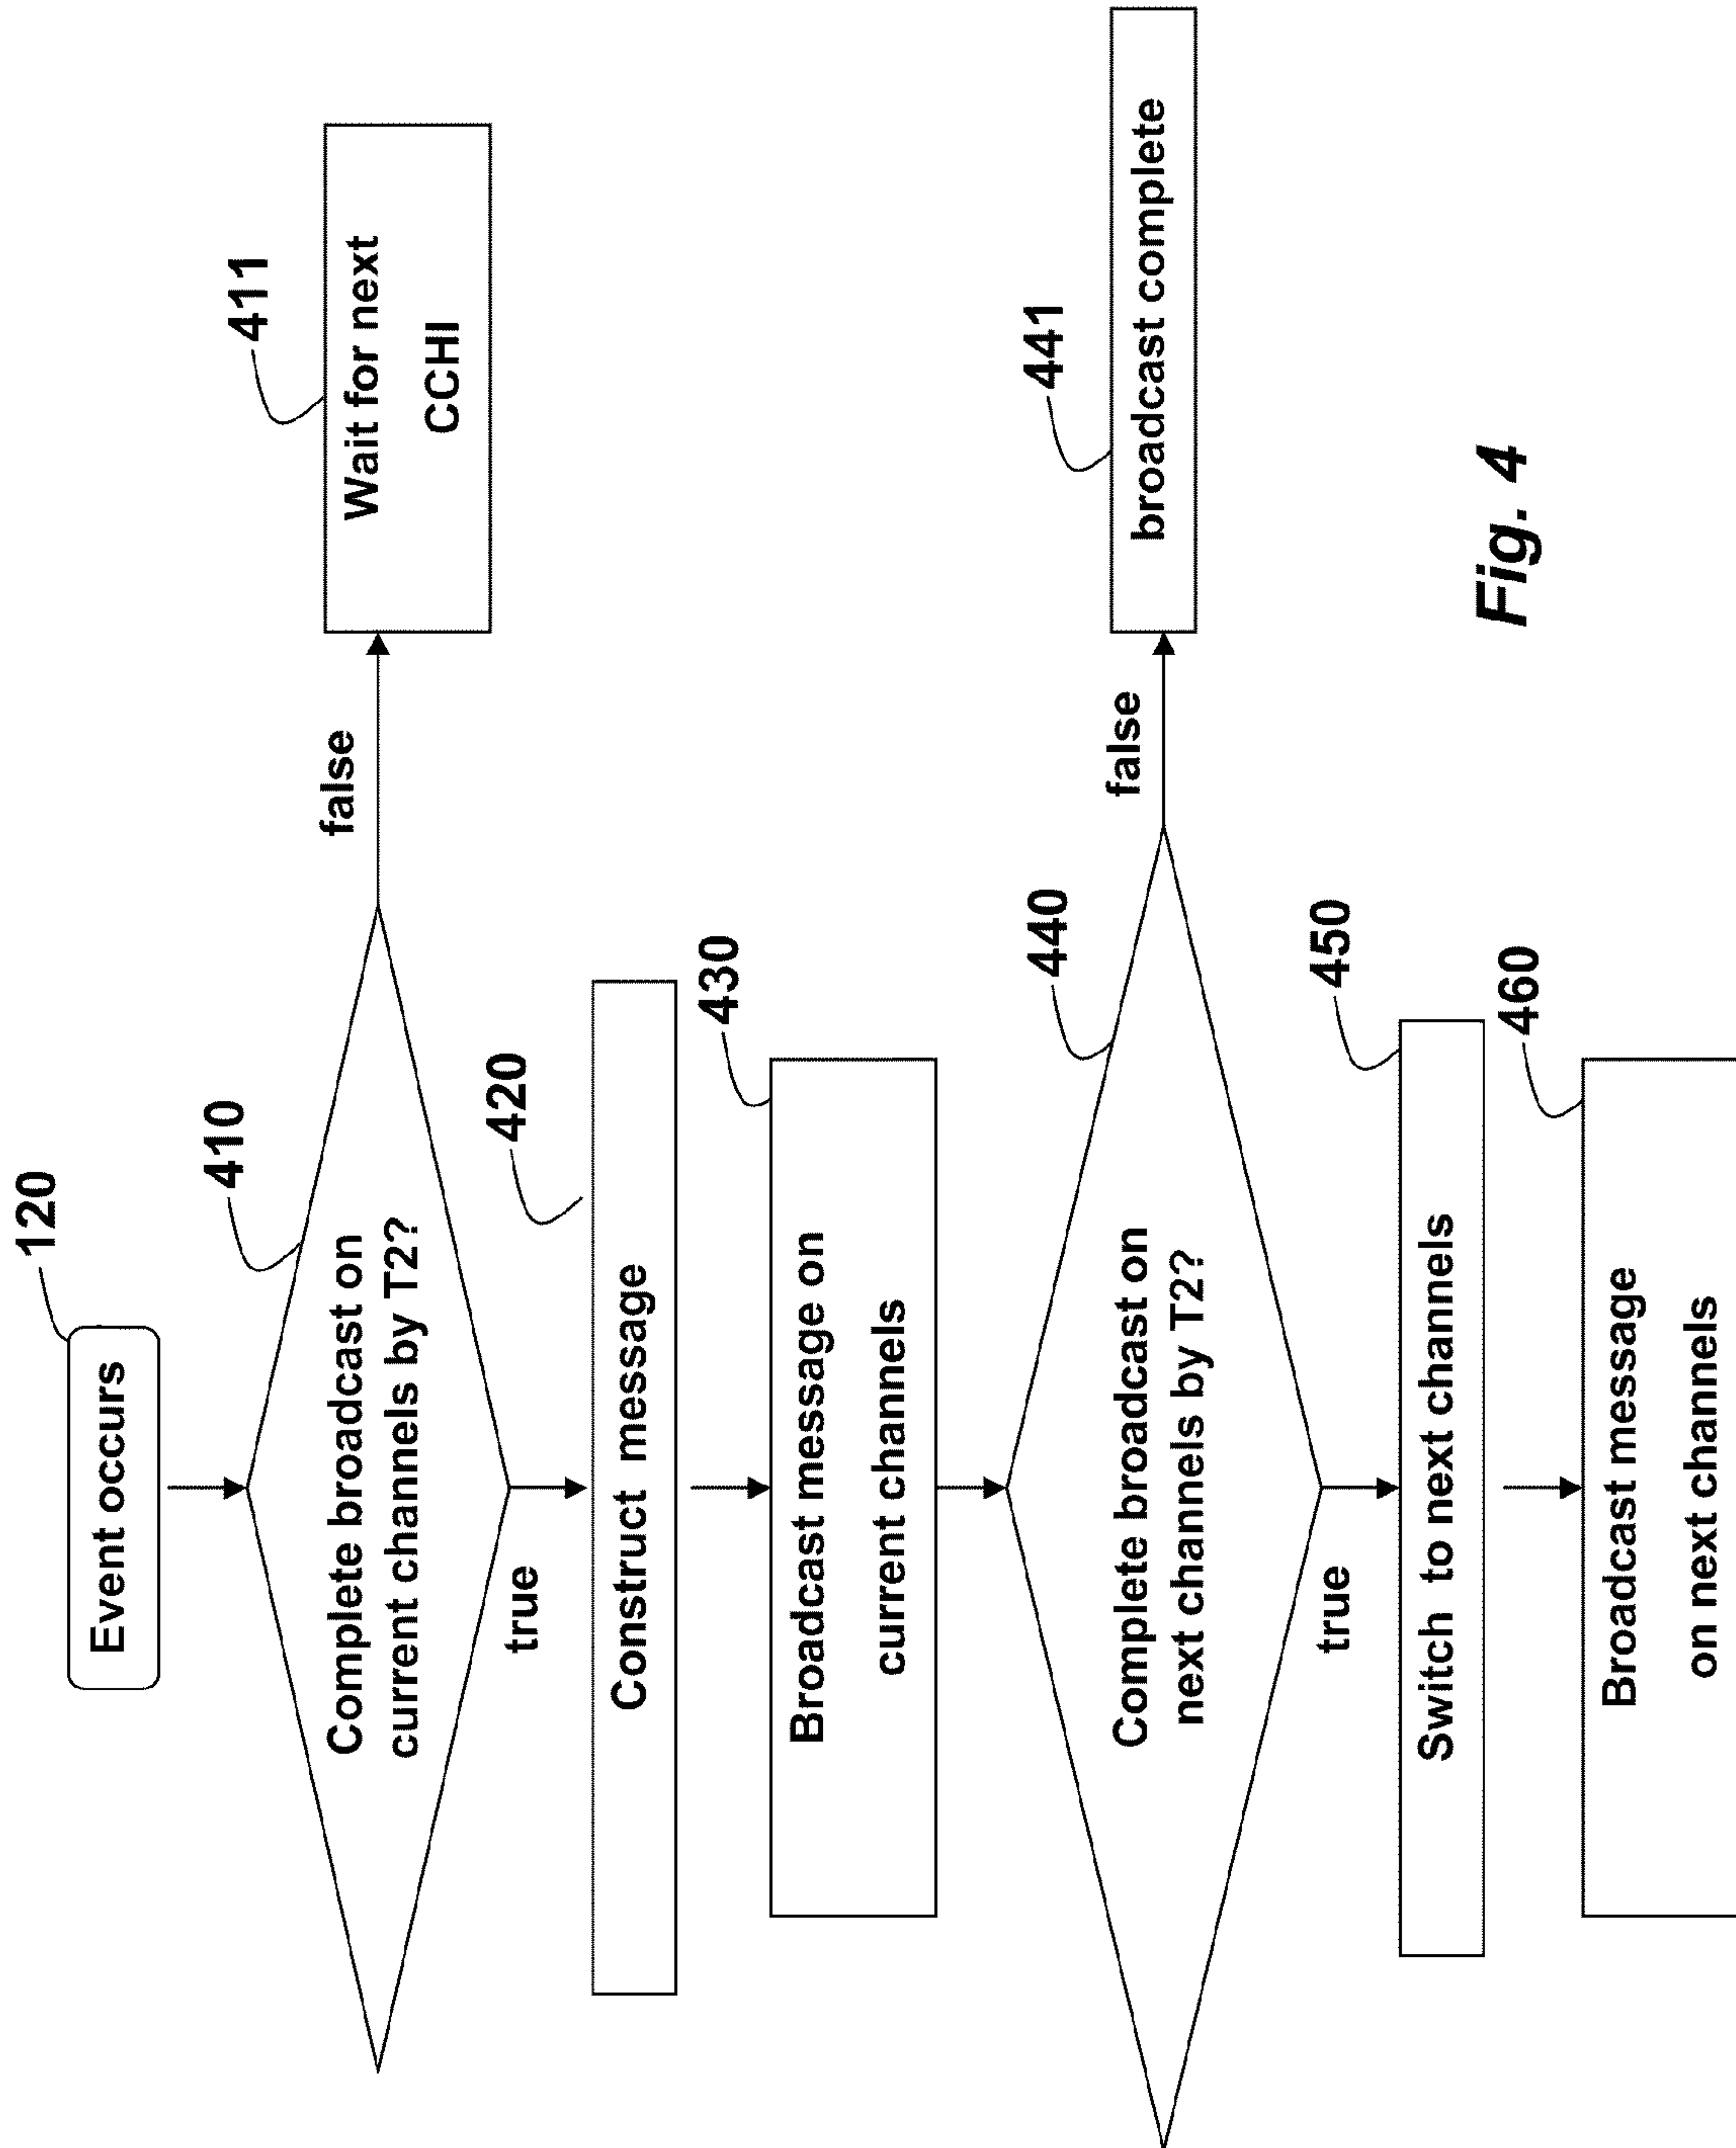 120
Event occurs
410
Complete broadcast on
current channels by T2?
false
411
Wait for next
CCHI
true
420
Construct message
430
Broadcast message on
current channels
440
Complete broadcast on
next channels by T2?
false
441
broadcast complete
true
450
Switch to next channels
460
Broadcast message
on next channels
Fig. 4